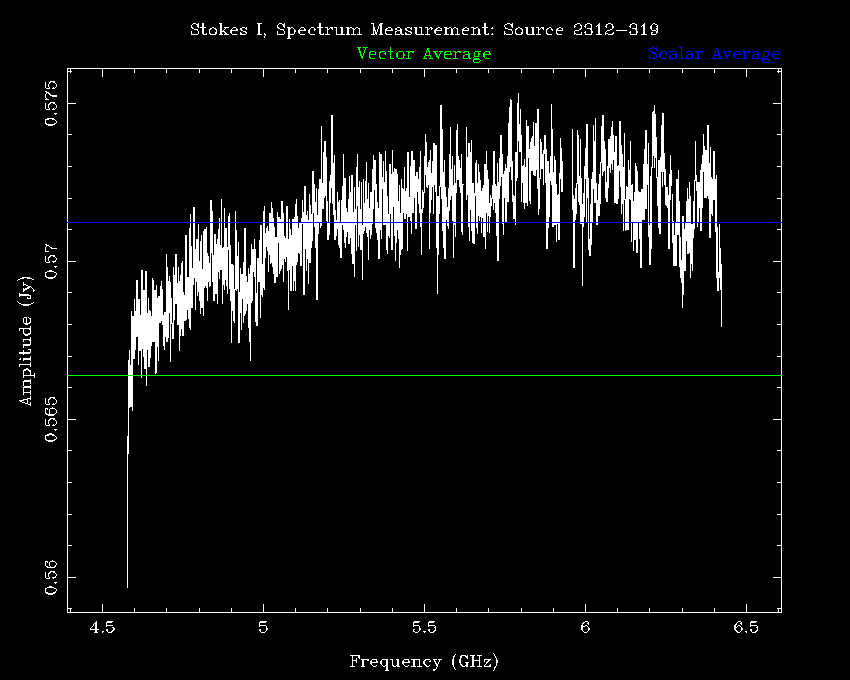 Stokes I, Spectrum Measurement: Source 2312−319
Vector Average Scalar Average
0.575
0.57
0.565
0.56
Amplitude (Jy)
4.5 5 5.5 6 6.5
Frequency (GHz)